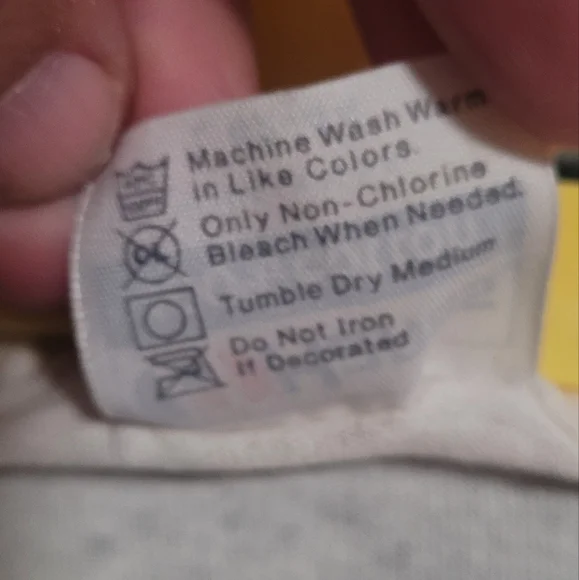 Machine Wash Warm
in Like Colors.
Only Non-Chlorine
Bleach When Needed.
Tumble Dry Medium
Do Not Iron
If Decorated
CL